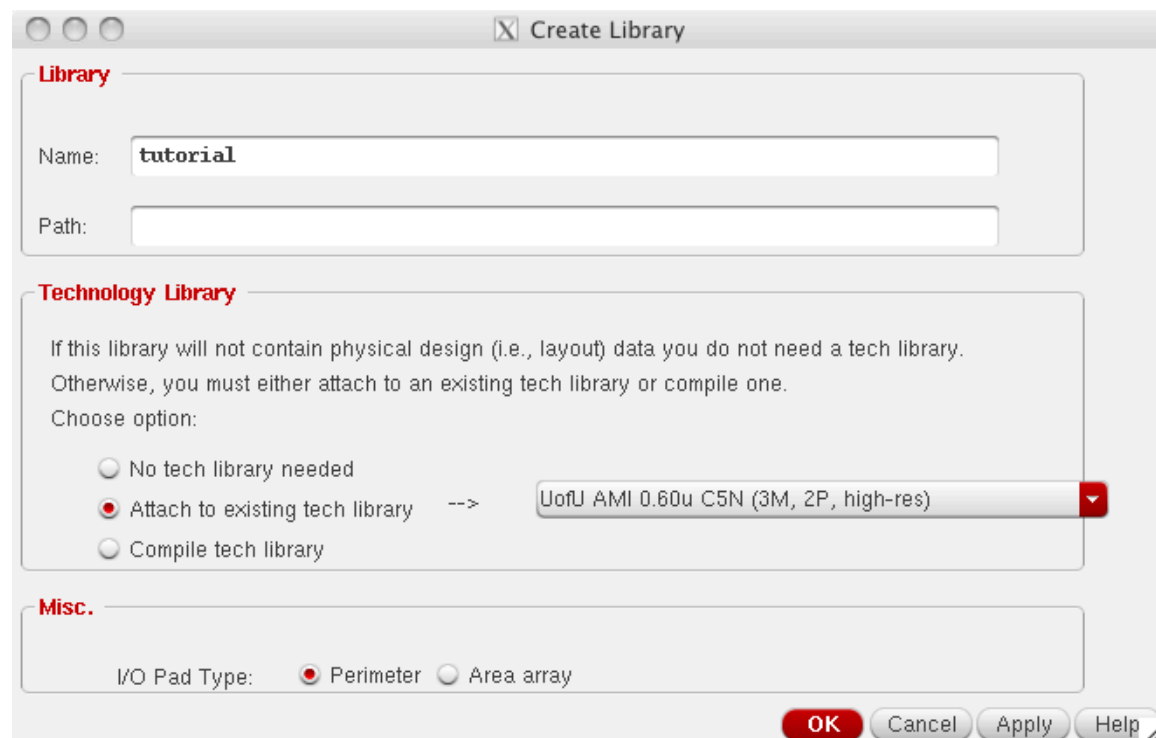 Create Library
Library
Name: tutorial
Path:
Technology Library
If this library will not contain physical design (i.e., layout) data you do not need a tech library.
Otherwise, you must either attach to an existing tech library or compile one.
Choose option:
No tech library needed
Attach to existing tech library --> UofU AMI 0.60u C5N (3M, 2P, high-res)
Compile tech library
Misc.
I/O Pad Type: Perimeter Area array
OK Cancel Apply Help